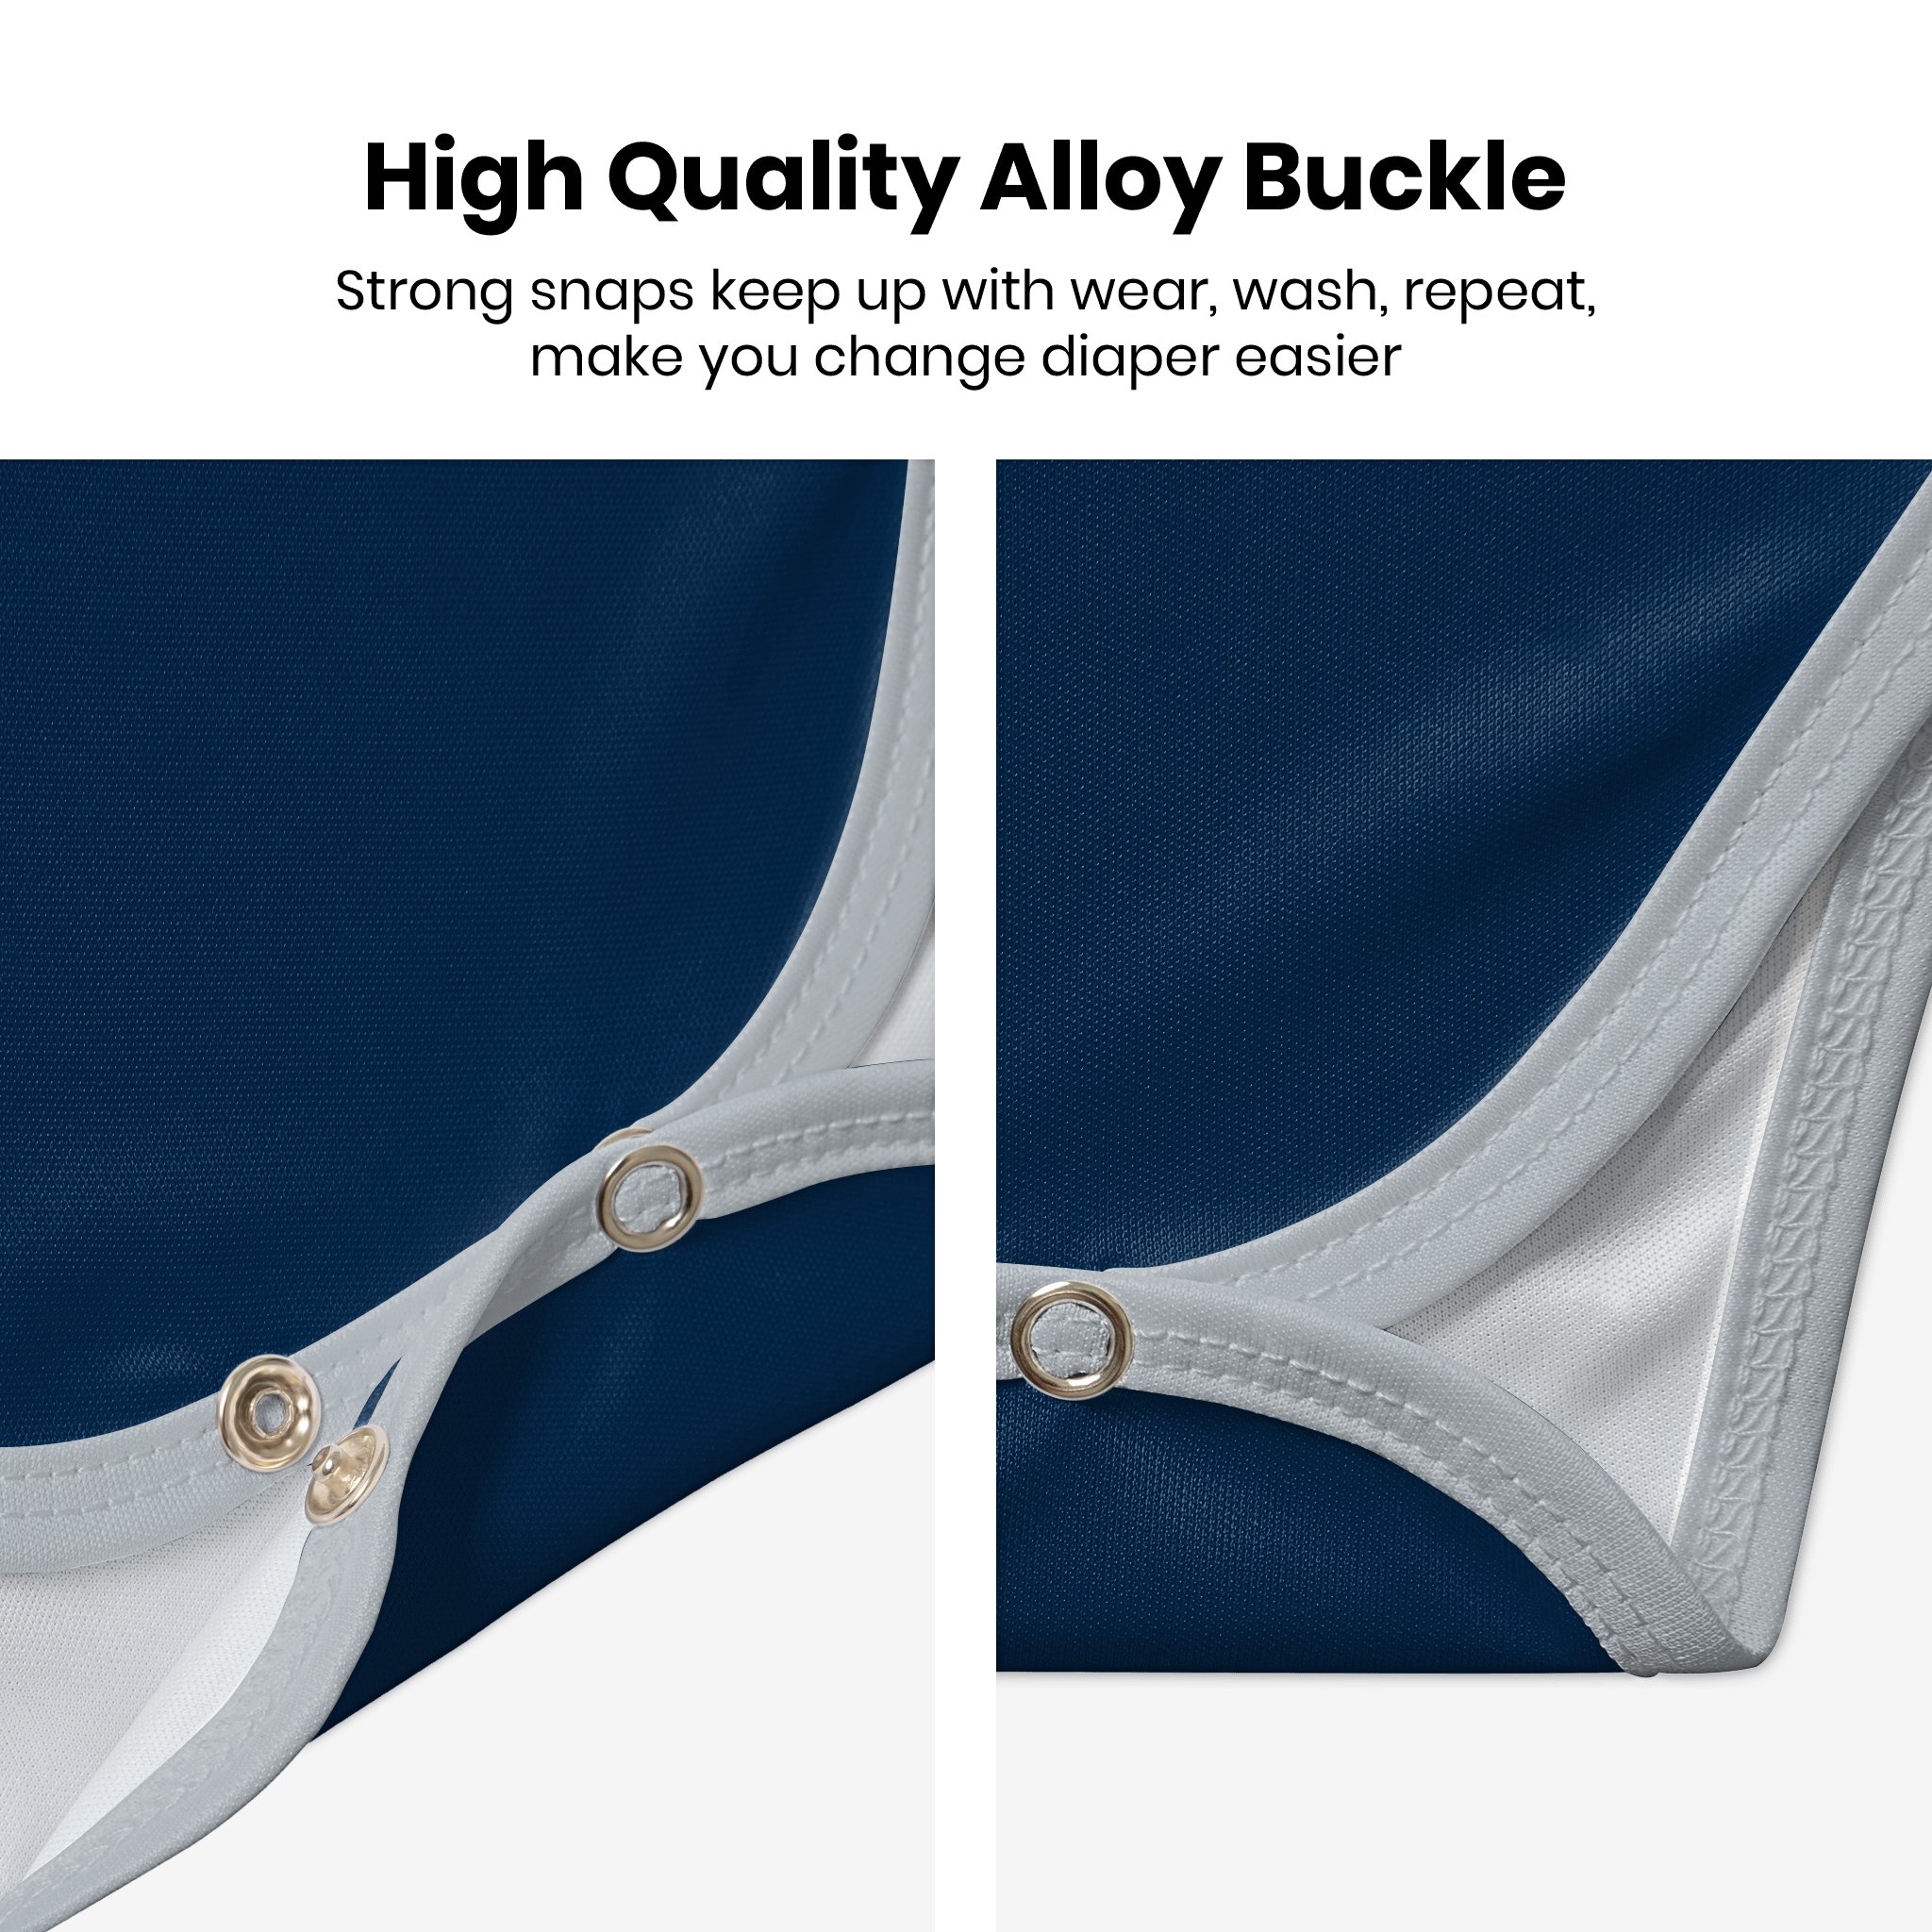 High Quality Alloy Buckle
Strong snaps keep up with wear, wash, repeat,
make you change diaper easier